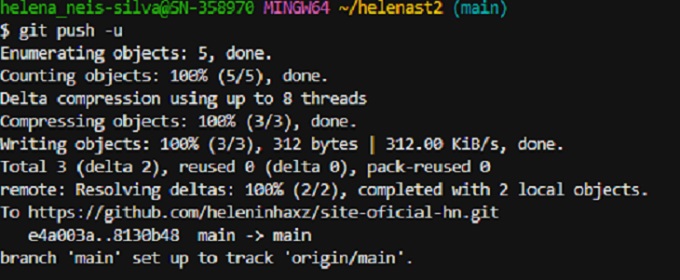 helena_neis-silva@SN-358970 MINGW64 ~/helenast2 (main)
$ git push -u
Enumerating objects: 5, done.
Counting objects: 100% (5/5), done.
Delta compression using up to 8 threads
Compressing objects: 100% (3/3), done.
Writing objects: 100% (3/3), 312 bytes | 312.00 KiB/s, done.
Total 3 (delta 2), reused 0 (delta 0), pack-reused 0
remote: Resolving deltas: 100% (2/2), completed with 2 local objects.
To https://github.com/heleninhaxz/site-oficial-hn.git
   e4a003a..8130b48  main -> main
branch 'main' set up to track 'origin/main'.